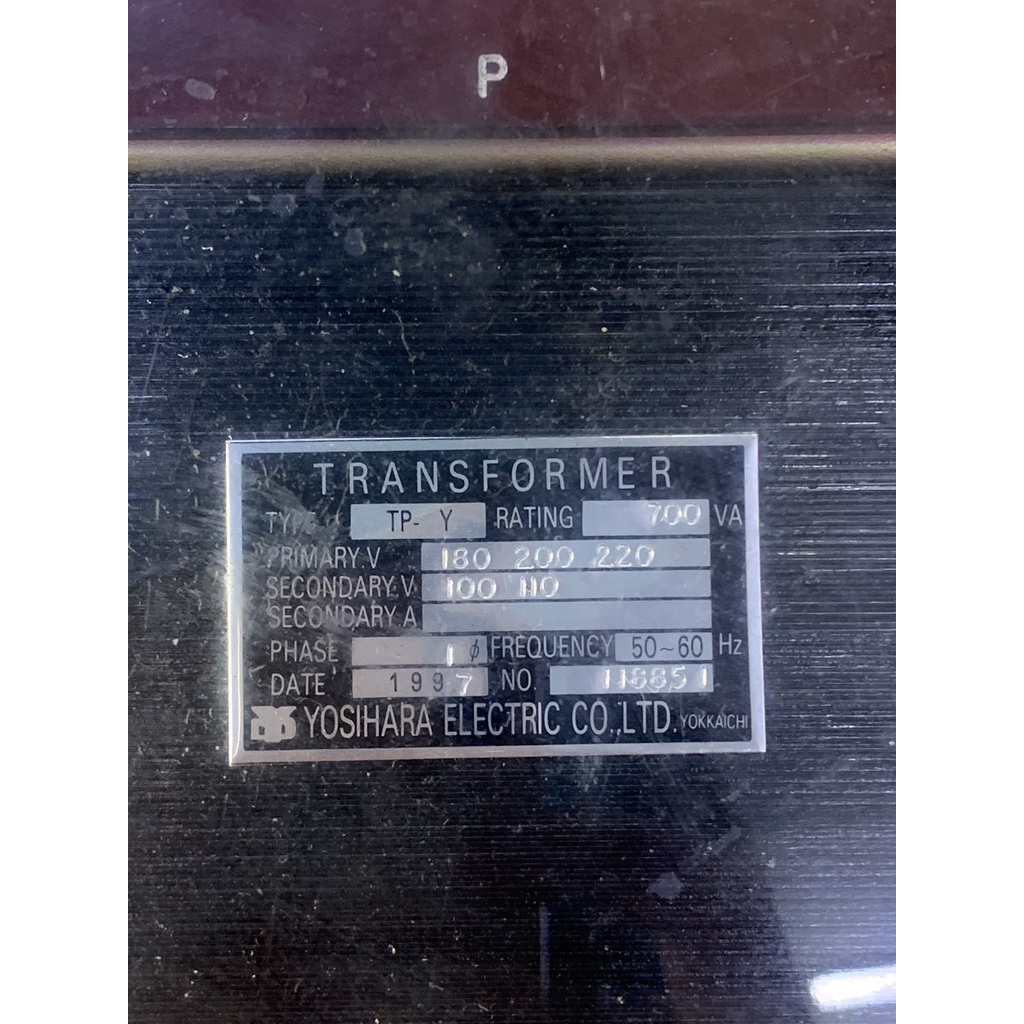 P
TRANSFORMER
TYPE TP- Y RATING 700 VA
PRIMARY.V 180 200 220
SECONDARY.V 100 110
SECONDARY.A
PHASE 1 ϕ FREQUENCY 50~60 Hz
DATE 1997 NO. 118851
YOSIHARA ELECTRIC CO.,LTD. YOKKAICHI